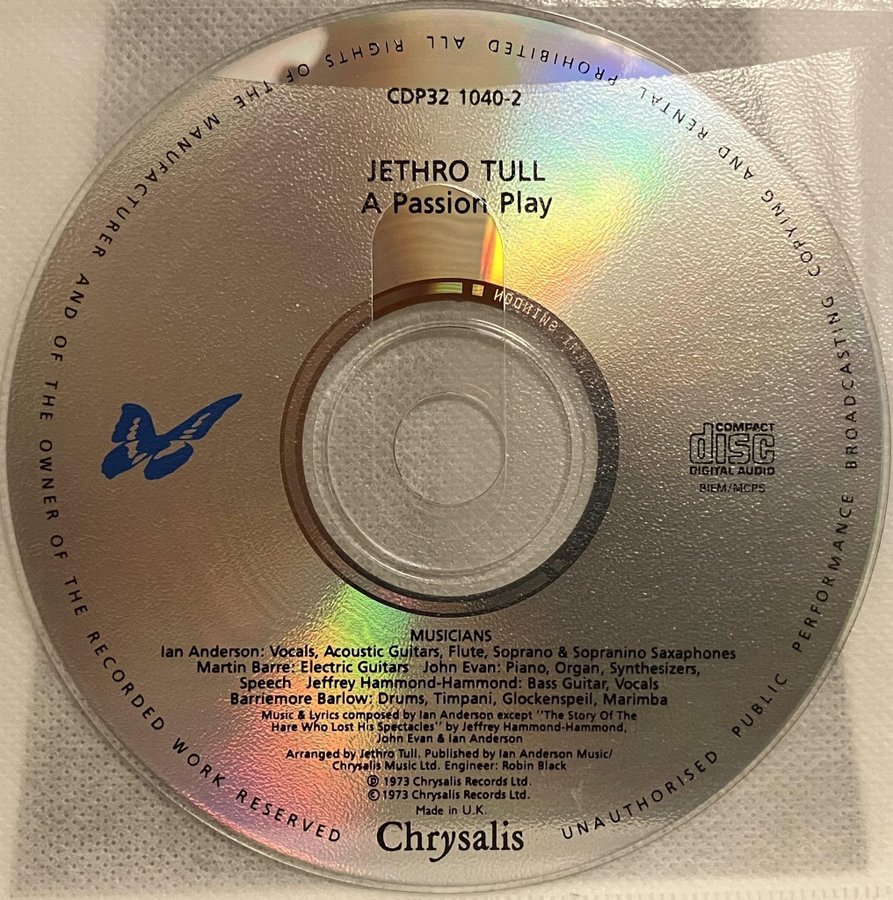 CDP32 1040-2
JETHRO TULL
A Passion Play
SWINDON
COMPACT
disc
DIGITAL AUDIO
BIEM/MCPS
MUSICIANS
Ian Anderson: Vocals, Acoustic Guitars, Flute, Soprano & Sopranino Saxaphones
Martin Barre: Electric Guitars John Evan: Piano, Organ, Synthesizers,
Speech Jeffrey Hammond-Hammond: Bass Guitar, Vocals
Barriemore Barlow: Drums, Timpani, Glockenspeil, Marimba
Music & Lyrics composed by Ian Anderson except "The Story Of The
Hare Who Lost His Spectacles" by Jeffrey Hammond-Hammond,
John Evan & Ian Anderson
Arranged by Jethro Tull. Published by Ian Anderson Music/
Chrysalis Music Ltd. Engineer: Robin Black
℗ 1973 Chrysalis Records Ltd.
© 1973 Chrysalis Records Ltd.
Made in U.K.
Chrysalis
ALL RIGHTS OF THE MANUFACTURER AND OF THE OWNER OF THE RECORDED WORK RESERVED UNAUTHORISED PUBLIC PERFORMANCE BROADCASTING COPYING AND RENTAL PROHIBITED